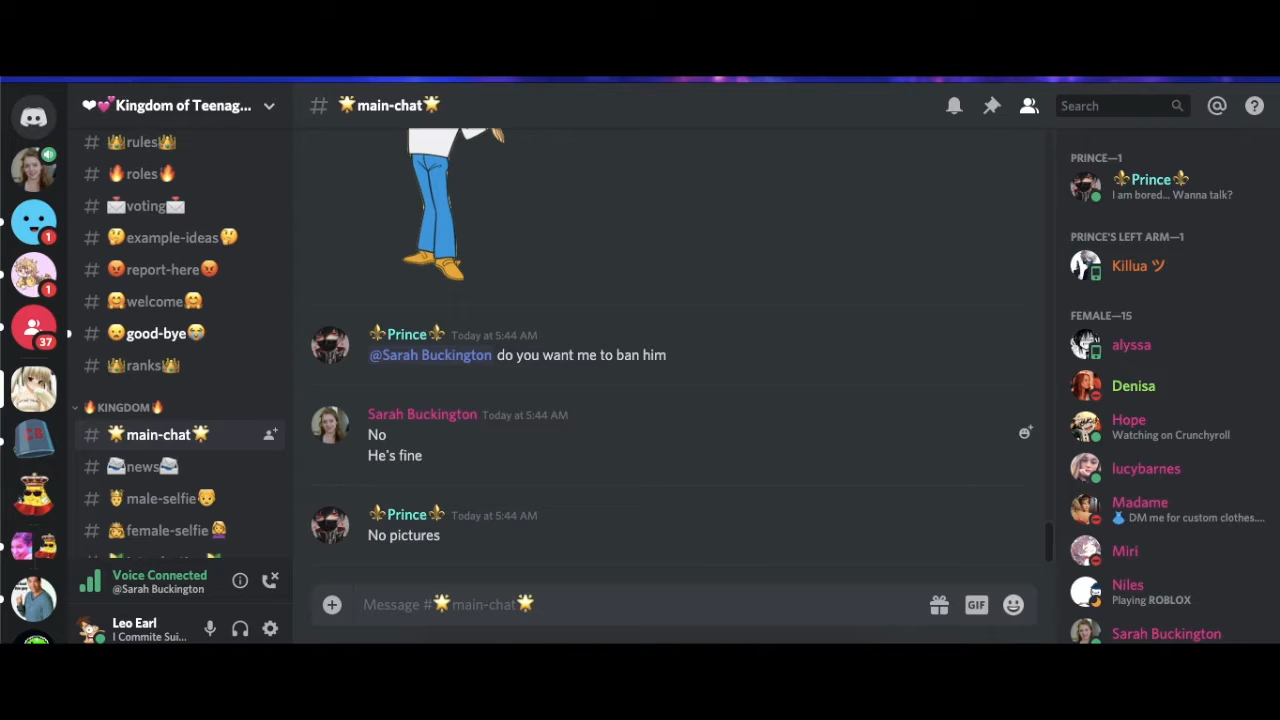 ❤💕Kingdom of Teenag...
# 🌟main-chat🌟
Search
# 👑rules👑
# 🔥roles🔥
# 📩voting📩
# 🤔example-ideas🤔
# 😡report-here😡
# 🤗welcome🤗
# 😦good-bye😭
# 👑ranks👑
🔥KINGDOM🔥
# 🌟main-chat🌟
# 📨news📨
# 🤴male-selfie👨‍🦲
# 👸female-selfie🙍‍♀️
Voice Connected
@Sarah Buckington
Leo Earl
I Commite Sui...
1
1
37
CB
⚜Prince⚜ Today at 5:44 AM
@Sarah Buckington do you want me to ban him
Sarah Buckington Today at 5:44 AM
No
He's fine
⚜Prince⚜ Today at 5:44 AM
No pictures
Message #🌟main-chat🌟
GIF
PRINCE—1
⚜Prince⚜
I am bored... Wanna talk?
PRINCE'S LEFT ARM—1
Killua ツ
FEMALE—15
alyssa
Denisa
Hope
Watching on Crunchyroll
lucybarnes
Madame
👗 DM me for custom clothes....
Miri
Niles
Playing ROBLOX
Sarah Buckington